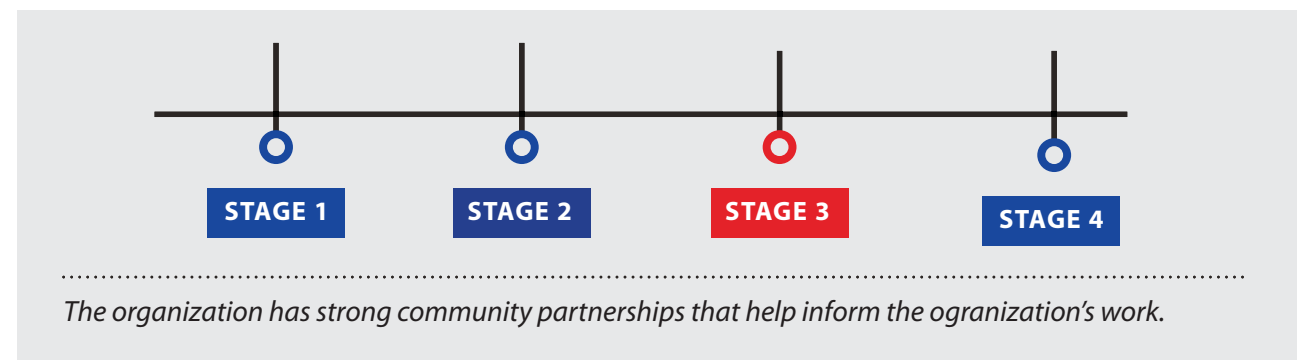 STAGE 1 STAGE 2 STAGE 3 STAGE 4
The organization has strong community partnerships that help inform the ogranization's work.